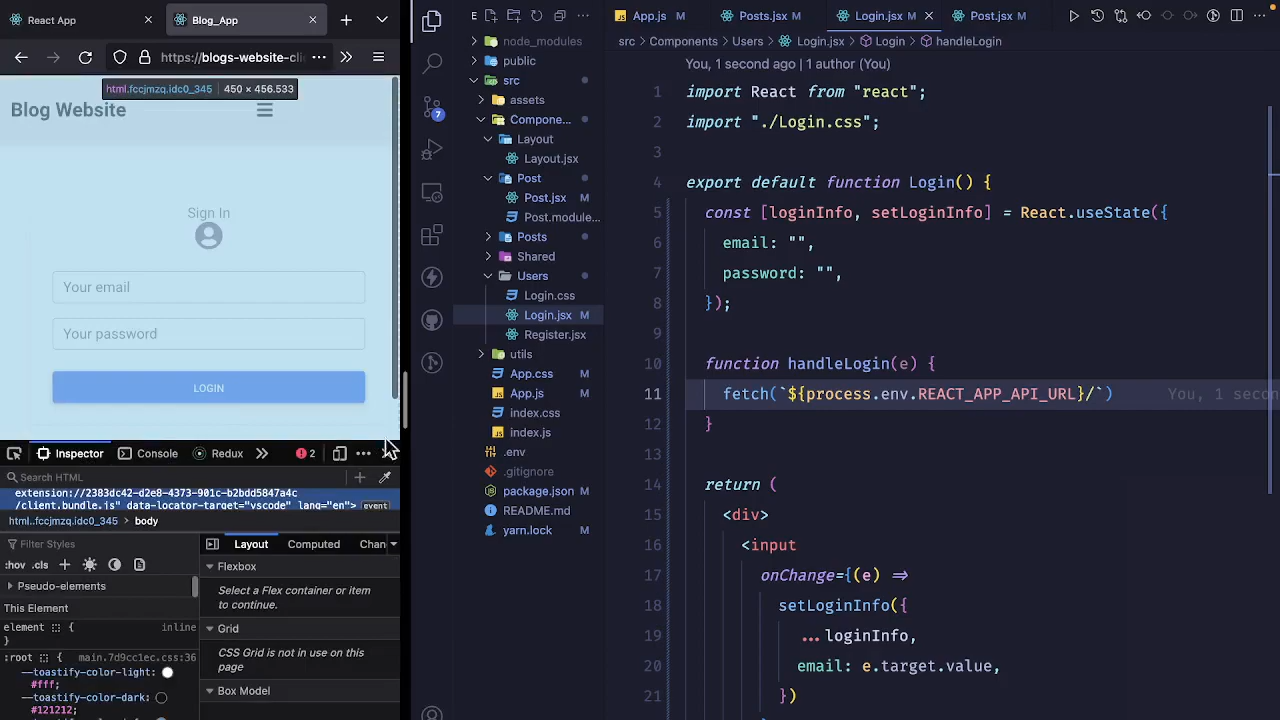 React App
Blog_App
https://blogs-website-clie
html.fccjmzq.idc0_345 | 450 × 456.533
Blog Website
Sign In
Your email
Your password
LOGIN
Inspector
Console
Redux
2
Search HTML
extension://2383dc42-d2e8-4373-901c-b2bdd5847a4c
/client.bundle.js" data-locator-target="vscode" lang="en">
event
html..fccjmzq.idc0_345
body
Filter Styles
:hov .cls
Layout
Computed
Chan
Pseudo-elements
This Element
element
inline
}
:root
main.7d9cc1ec.css:36
--toastify-color-light:
#fff;
--toastify-color-dark:
#121212;
Flexbox
Select a Flex container or item
to continue.
Grid
CSS Grid is not in use on this
page
Box Model
7
node_modules
public
src
assets
Compone...
Layout
Layout.jsx
Post
Post.jsx M
Post.module...
Posts
Shared
Users
Login.css
Login.jsx M
Register.jsx
utils
App.css M
App.js M
index.css
index.js
.env
.gitignore
package.json M
README.md
yarn.lock M
App.js M
Posts.jsx M
Login.jsx M
Post.jsx M
src > Components > Users > Login.jsx > Login > handleLogin
You, 1 second ago | 1 author (You)
1 import React from "react";
2 import "./Login.css";
3
4 export default function Login() {
5 const [loginInfo, setLoginInfo] = React.useState({
6 email: "",
7 password: "",
8 });
9
10 function handleLogin(e) {
11 fetch(`${process.env.REACT_APP_API_URL}/`) You, 1 secon
12 }
13
14 return (
15 <div>
16 <input
17 onChange={(e) =>
18 setLoginInfo({
19 ...loginInfo,
20 email: e.target.value,
21 })